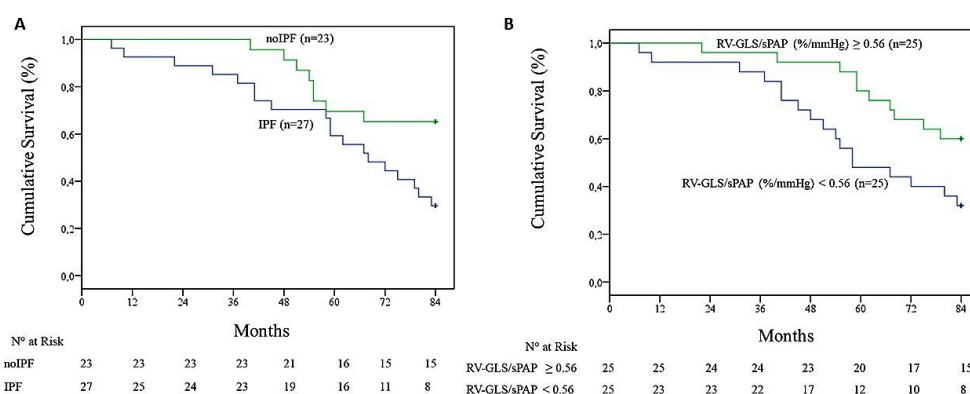 A
Cumulative Survival (%)
1,0
0,8
0,6
0,4
0,2
0,0
noIPF (n=23)
IPF (n=27)
0 12 24 36 48 60 72 84
Months
Nº at Risk
noIPF 23 23 23 23 21 16 15 15
IPF 27 25 24 23 19 16 11 8
B
Cumulative Survival (%)
1,0
0,8
0,6
0,4
0,2
0,0
RV-GLS/sPAP (%/mmHg) ≥ 0.56 (n=25)
RV-GLS/sPAP (%/mmHg) < 0.56 (n=25)
0 12 24 36 48 60 72 84
Months
Nº at Risk
RV-GLS/sPAP ≥ 0.56 25 25 24 24 23 20 17 15
RV-GLS/sPAP < 0.56 25 23 23 22 17 12 10 8